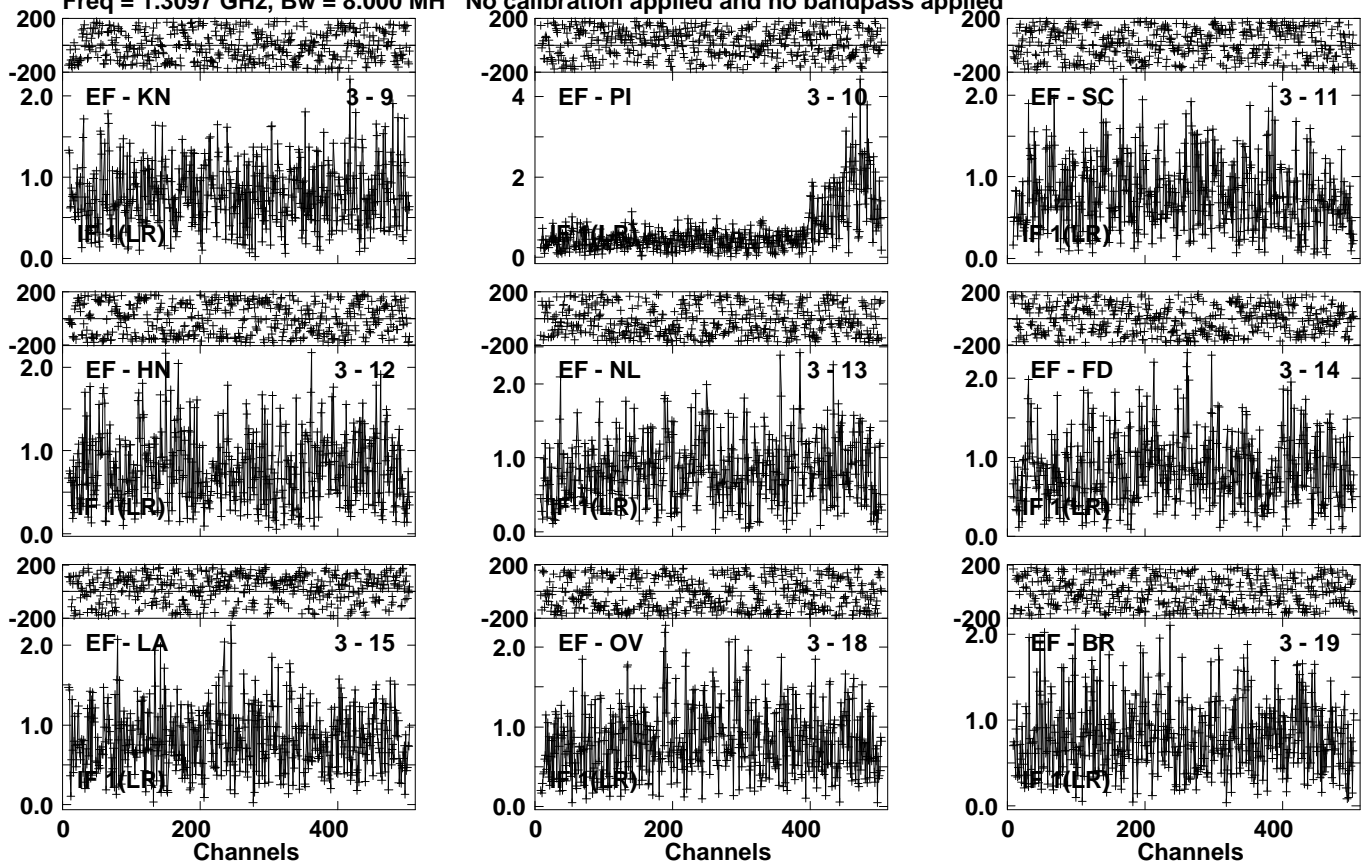 Freq = 1.3097 GHz, Bw = 8.000 MH No calibration applied and no bandpass applied
200
-200
2.0
1.0
0.0
EF - KN
3 - 9
IF 1(LR)
4
2
0
EF - PI
3 - 10
IF 1(LR)
200
-200
2.0
1.0
0.0
EF - SC
3 - 11
IF 1(LR)
200
-200
2.0
1.0
0.0
EF - HN
3 - 12
IF 1(LR)
200
-200
2.0
1.0
0.0
EF - NL
3 - 13
IF 1(LR)
200
-200
2.0
1.0
0.0
EF - FD
3 - 14
IF 1(LR)
200
-200
2.0
1.0
0.0
EF - LA
3 - 15
IF 1(LR)
0 200 400
Channels
200
-200
2.0
1.0
0.0
EF - OV
3 - 18
IF 1(LR)
0 200 400
Channels
200
-200
2.0
1.0
0.0
EF - BR
3 - 19
IF 1(LR)
0 200 400
Channels